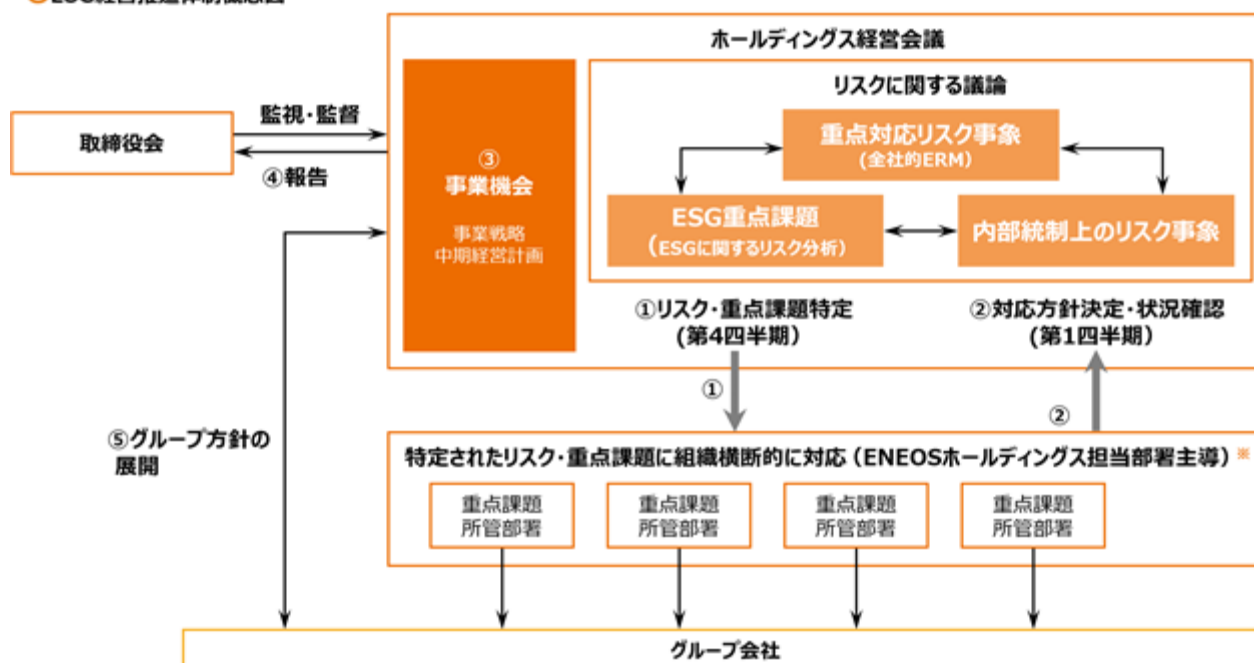 ホールディングス経営会議
リスクに関する議論
監視・監督
取締役会
④報告
③
事業機会
事業戦略
中期経営計画
重点対応リスク事象
(全社的ERM)
ESG重点課題
(ESGに関するリスク分析)
内部統制上のリスク事象
①リスク・重点課題特定
(第4四半期)
②対応方針決定・状況確認
(第1四半期)
①
②
⑤グループ方針の
展開
特定されたリスク・重点課題に組織横断的に対応(ENEOSホールディングス担当部署主導)※
重点課題
所管部署
重点課題
所管部署
重点課題
所管部署
重点課題
所管部署
グループ会社